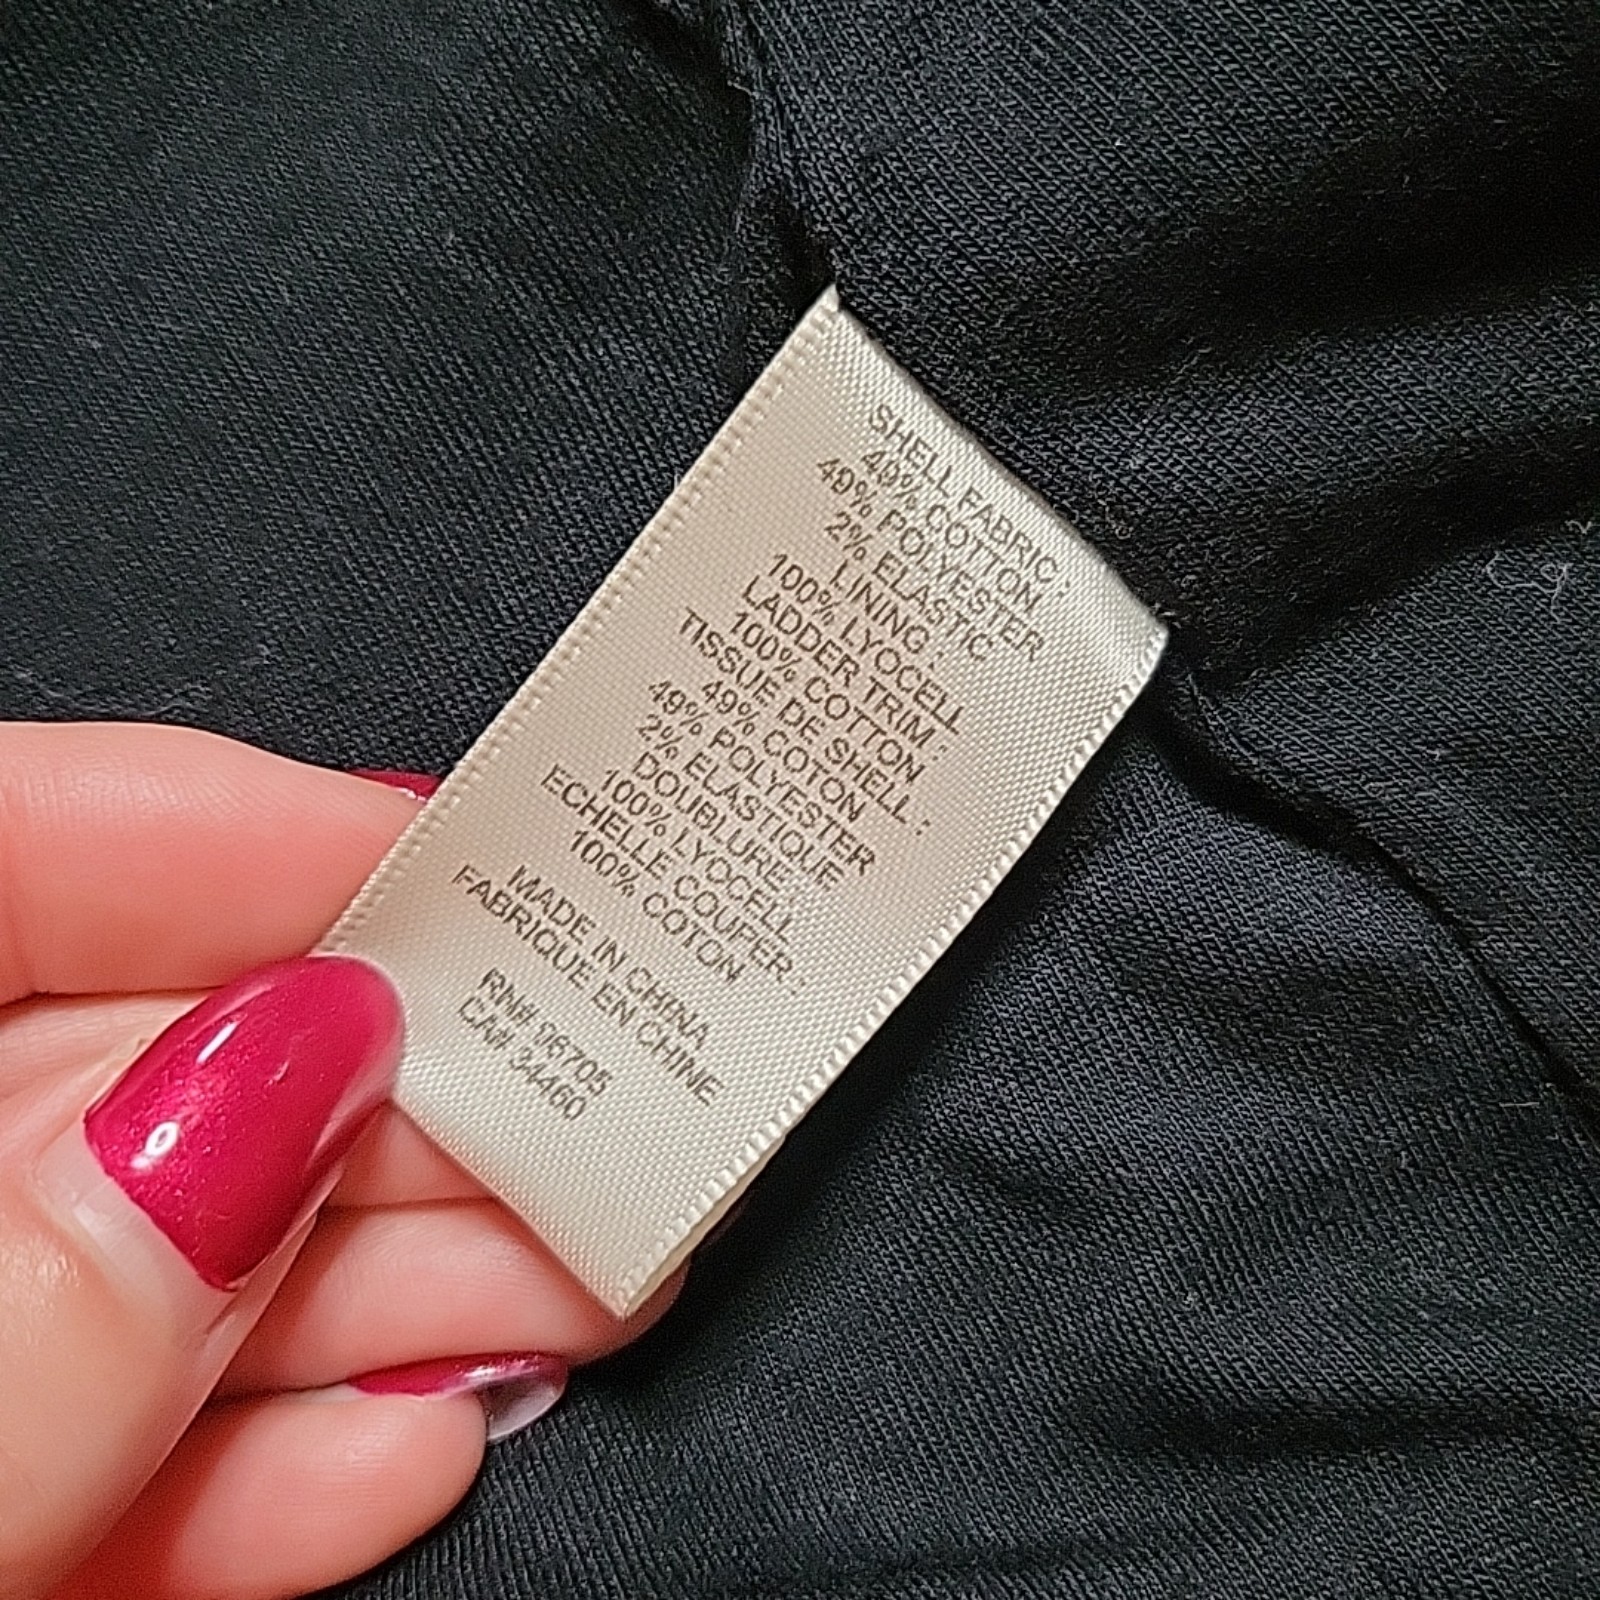 SHELL FABRIC :
49% COTTON
49% POLYESTER
2% ELASTIC
LINING :
100% LYOCELL
LADDER TRIM :
100% COTTON
TISSUE DE SHELL :
49% COTON
49% POLYESTER
2% ELASTIQUE
DOUBLURE :
100% LYOCELL
ECHELLE COUPER :
100% COTON
MADE IN CHINA
FABRIQUE EN CHINE
RN# 96705
CA# 34460